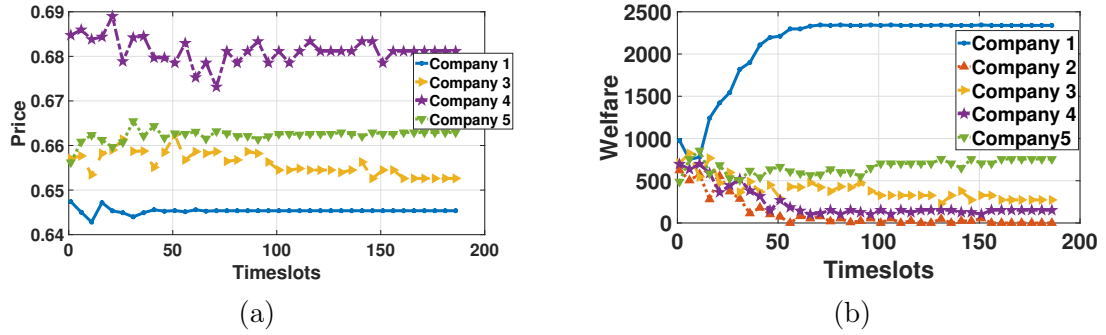 0.69
0.68
0.67
0.66
0.65
0.64
Price
0
50
100
150
200
Timeslots
Company 1
Company 3
Company 4
Company 5
(a)
2500
2000
1500
1000
500
0
Welfare
0
50
100
150
200
Timeslots
Company 1
Company 2
Company 3
Company 4
Company5
(b)